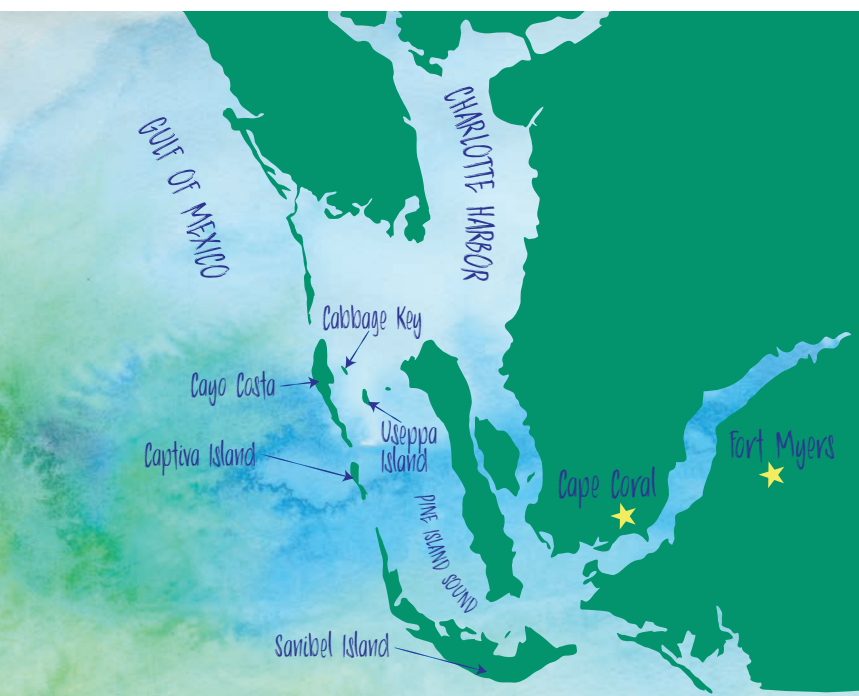 GULF OF MEXICO
CHARLOTTE HARBOR
Cabbage Key
Cayo Costa
Useppa
Island
Captiva Island
Fort Myers
Cape Coral
PINE ISLAND SOUND
Sanibel Island